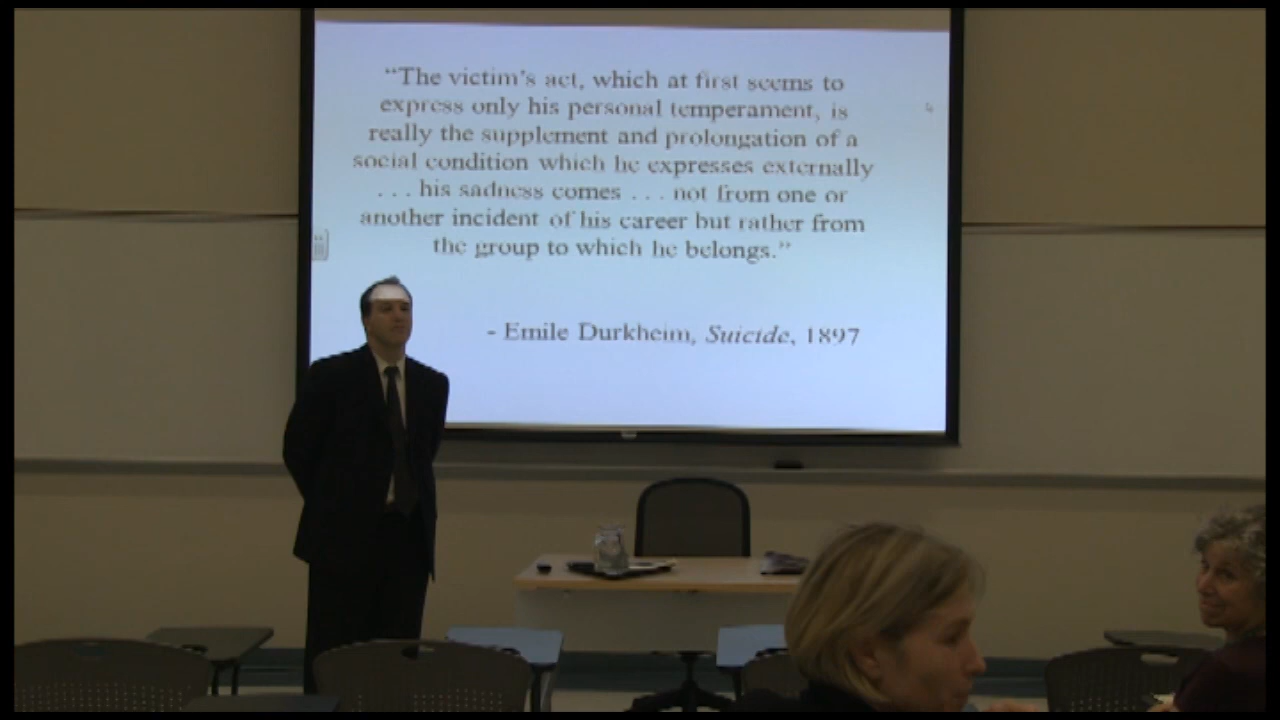 “The victim’s act, which at first seems to
express only his personal temperament, is
really the supplement and prolongation of a
social condition which he expresses externally
. . . his sadness comes . . . not from one or
another incident of his career but rather from
the group to which he belongs.”
- Emile Durkheim, Suicide, 1897